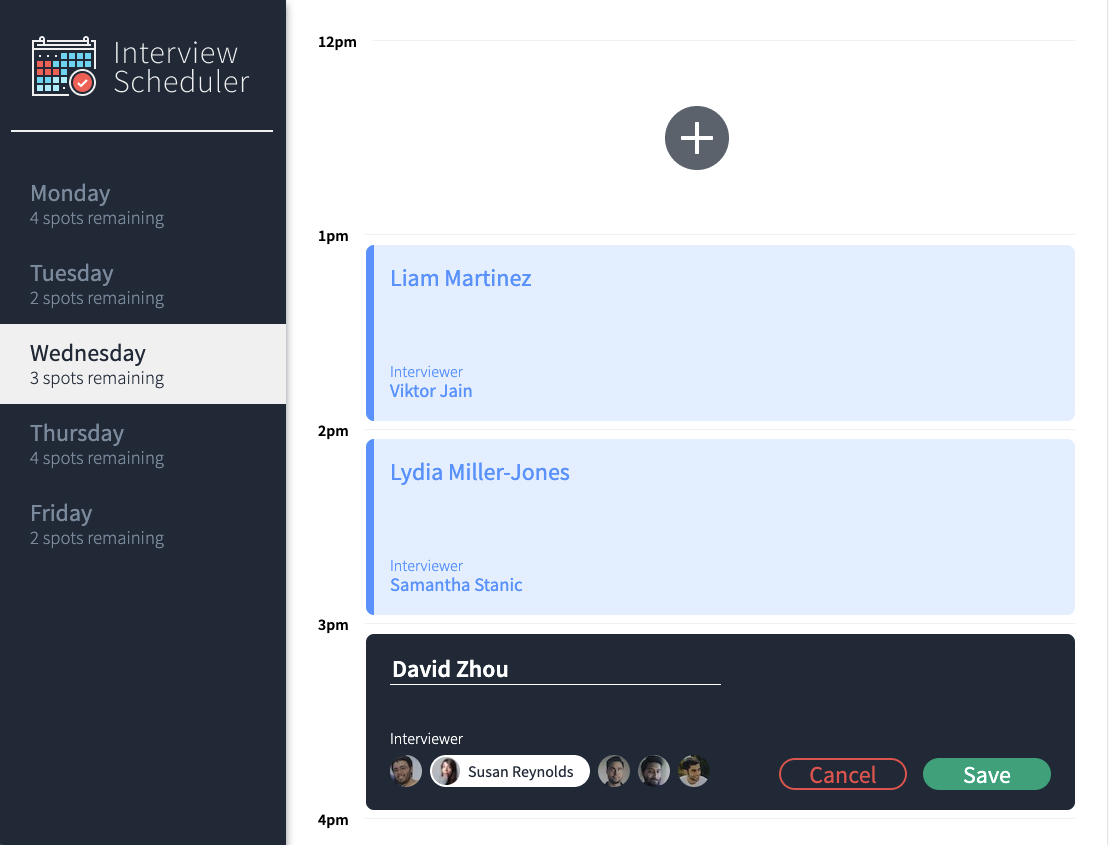 Interview
Scheduler
Monday
4 spots remaining
Tuesday
2 spots remaining
Wednesday
3 spots remaining
Thursday
4 spots remaining
Friday
2 spots remaining
12pm
1pm
Liam Martinez
Interviewer
Viktor Jain
2pm
Lydia Miller-Jones
Interviewer
Samantha Stanic
3pm
David Zhou
Interviewer
Susan Reynolds
Cancel
Save
4pm